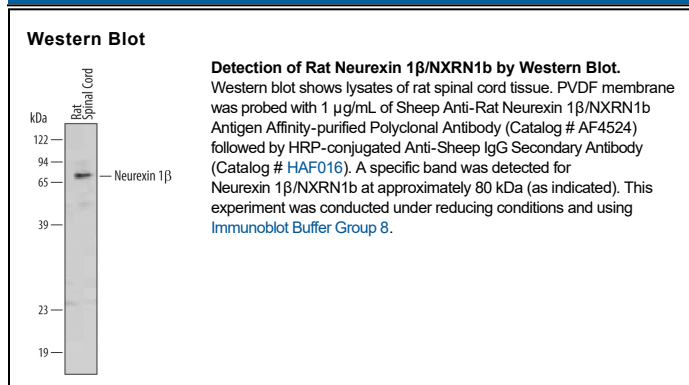 Western Blot
kDa
Rat
Spinal Cord
122
94
65
39
23
19
Neurexin 1β
Detection of Rat Neurexin 1β/NXRN1b by Western Blot.
Western blot shows lysates of rat spinal cord tissue. PVDF membrane
was probed with 1 µg/mL of Sheep Anti-Rat Neurexin 1β/NXRN1b
Antigen Affinity-purified Polyclonal Antibody (Catalog # AF4524)
followed by HRP-conjugated Anti-Sheep IgG Secondary Antibody
(Catalog # HAF016). A specific band was detected for
Neurexin 1β/NXRN1b at approximately 80 kDa (as indicated). This
experiment was conducted under reducing conditions and using
Immunoblot Buffer Group 8.